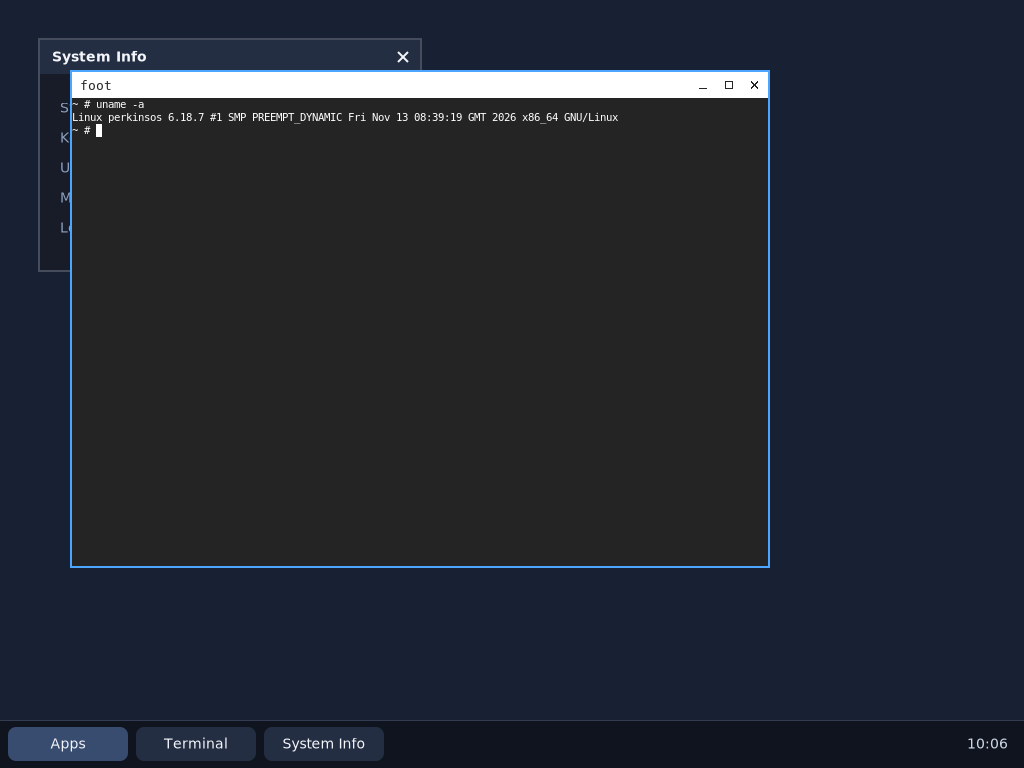 System Info
foot
~ # uname -a
Linux perkinsos 6.18.7 #1 SMP PREEMPT_DYNAMIC Fri Nov 13 08:39:19 GMT 2026 x86_64 GNU/Linux
~ #
Apps
Terminal
System Info
10:06